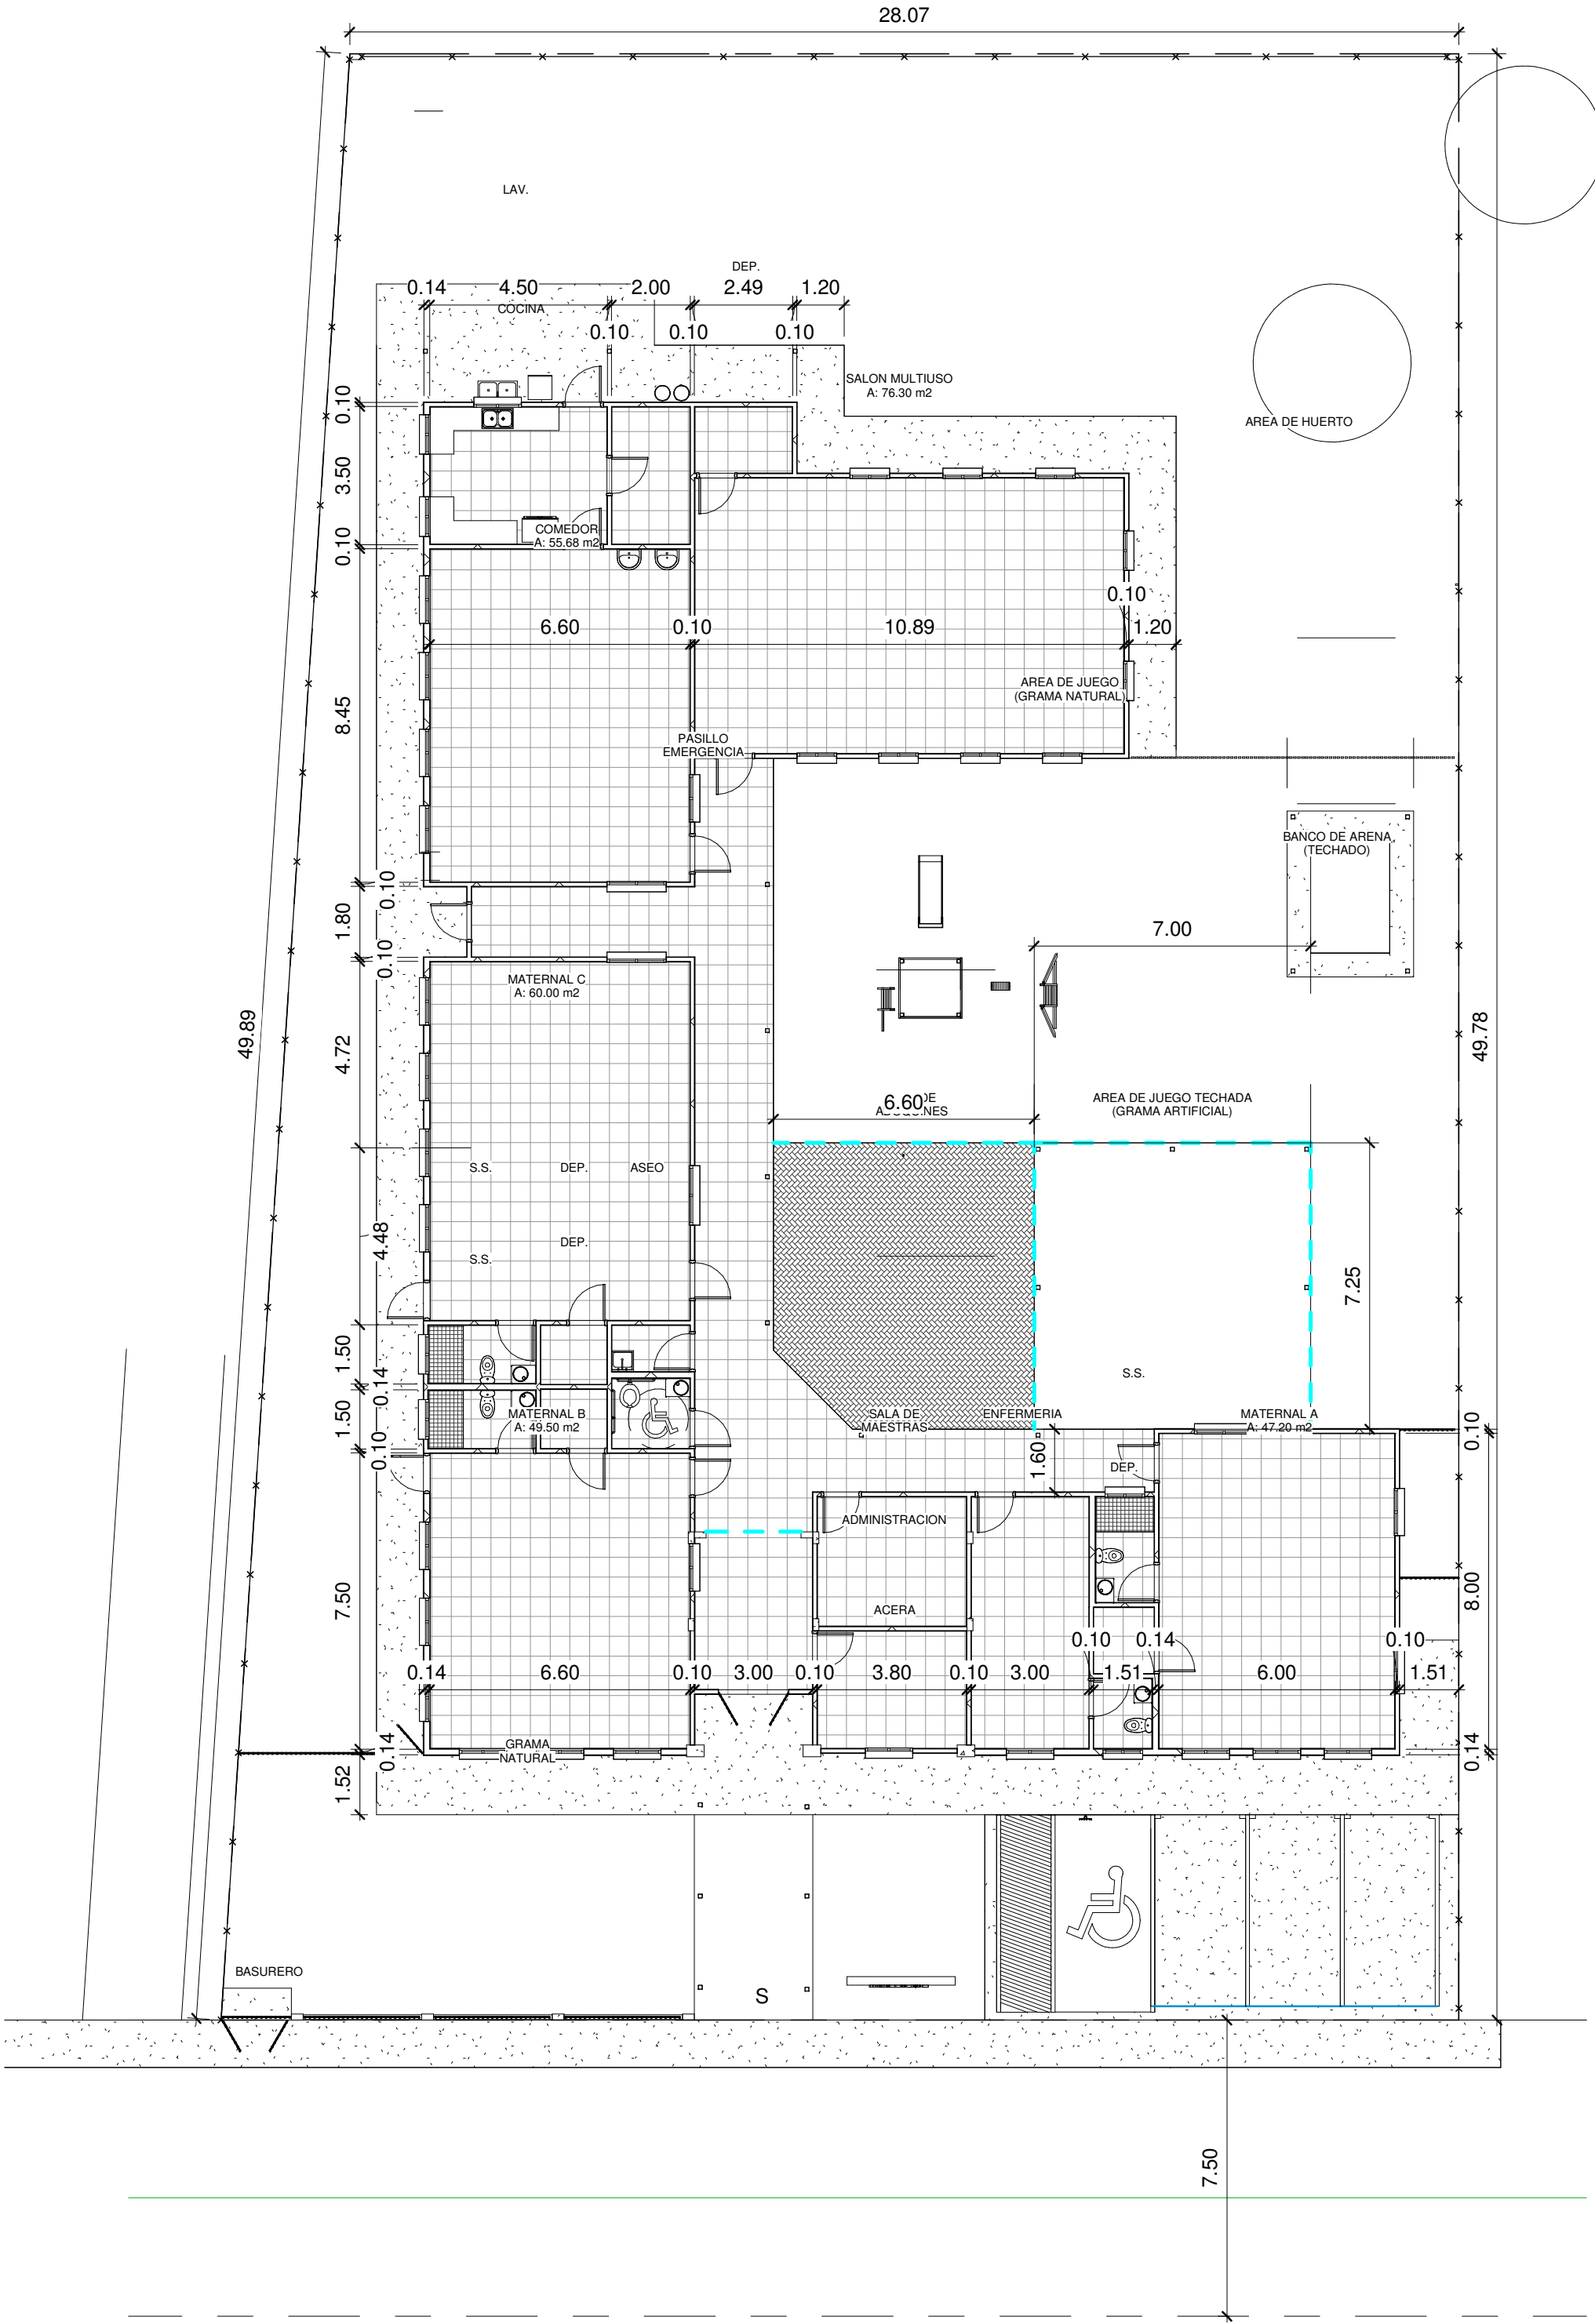 28.07
LAV.
DEP.
0.14
4.50
2.00
2.49
1.20
COCINA
0.10
0.10
0.10
SALON MULTIUSO
A: 76.30 m2
0.10
AREA DE HUERTO
3.50
COMEDOR
A: 55.68 m2
0.10
0.10
6.60
0.10
10.89
1.20
AREA DE JUEGO
(GRAMA NATURAL)
8.45
PASILLO
EMERGENCIA
BANCO DE ARENA
(TECHADO)
0.10
1.80
7.00
0.10
MATERNAL C
A: 60.00 m2
49.89
49.78
4.72
6.60
DE
NES
AREA DE JUEGO TECHADA
(GRAMA ARTIFICIAL)
S.S.
DEP.
ASEO
4.48
DEP.
S.S.
7.25
1.50
0.14
S.S.
1.50
MATERNAL B
A: 49.50 m2
SALA DE
MAESTRAS
ENFERMERIA
MATERNAL A
A: 47.20 m2
0.10
0.10
1.60
DEP.
ADMINISTRACION
7.50
8.00
ACERA
0.10
0.14
0.10
0.14
6.60
0.10
3.00
0.10
3.80
0.10
3.00
1.51
6.00
1.51
GRAMA
NATURAL
0.14
0.14
1.52
BASURERO
S
7.50